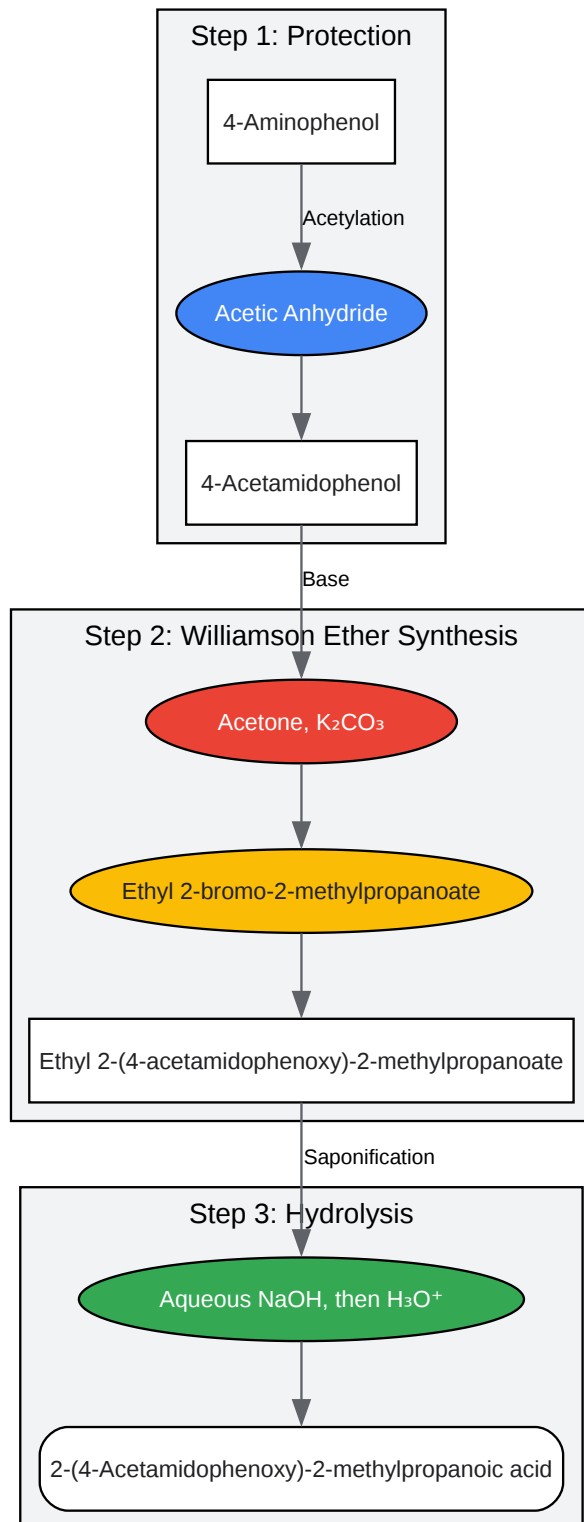 Step 1: Protection
4-Aminophenol
Acetylation
Acetic Anhydride
4-Acetamidophenol
Base
Step 2: Williamson Ether Synthesis
Acetone, K₂CO₃
Ethyl 2-bromo-2-methylpropanoate
Ethyl 2-(4-acetamidophenoxy)-2-methylpropanoate
Saponification
Step 3: Hydrolysis
Aqueous NaOH, then H₃O⁺
2-(4-Acetamidophenoxy)-2-methylpropanoic acid